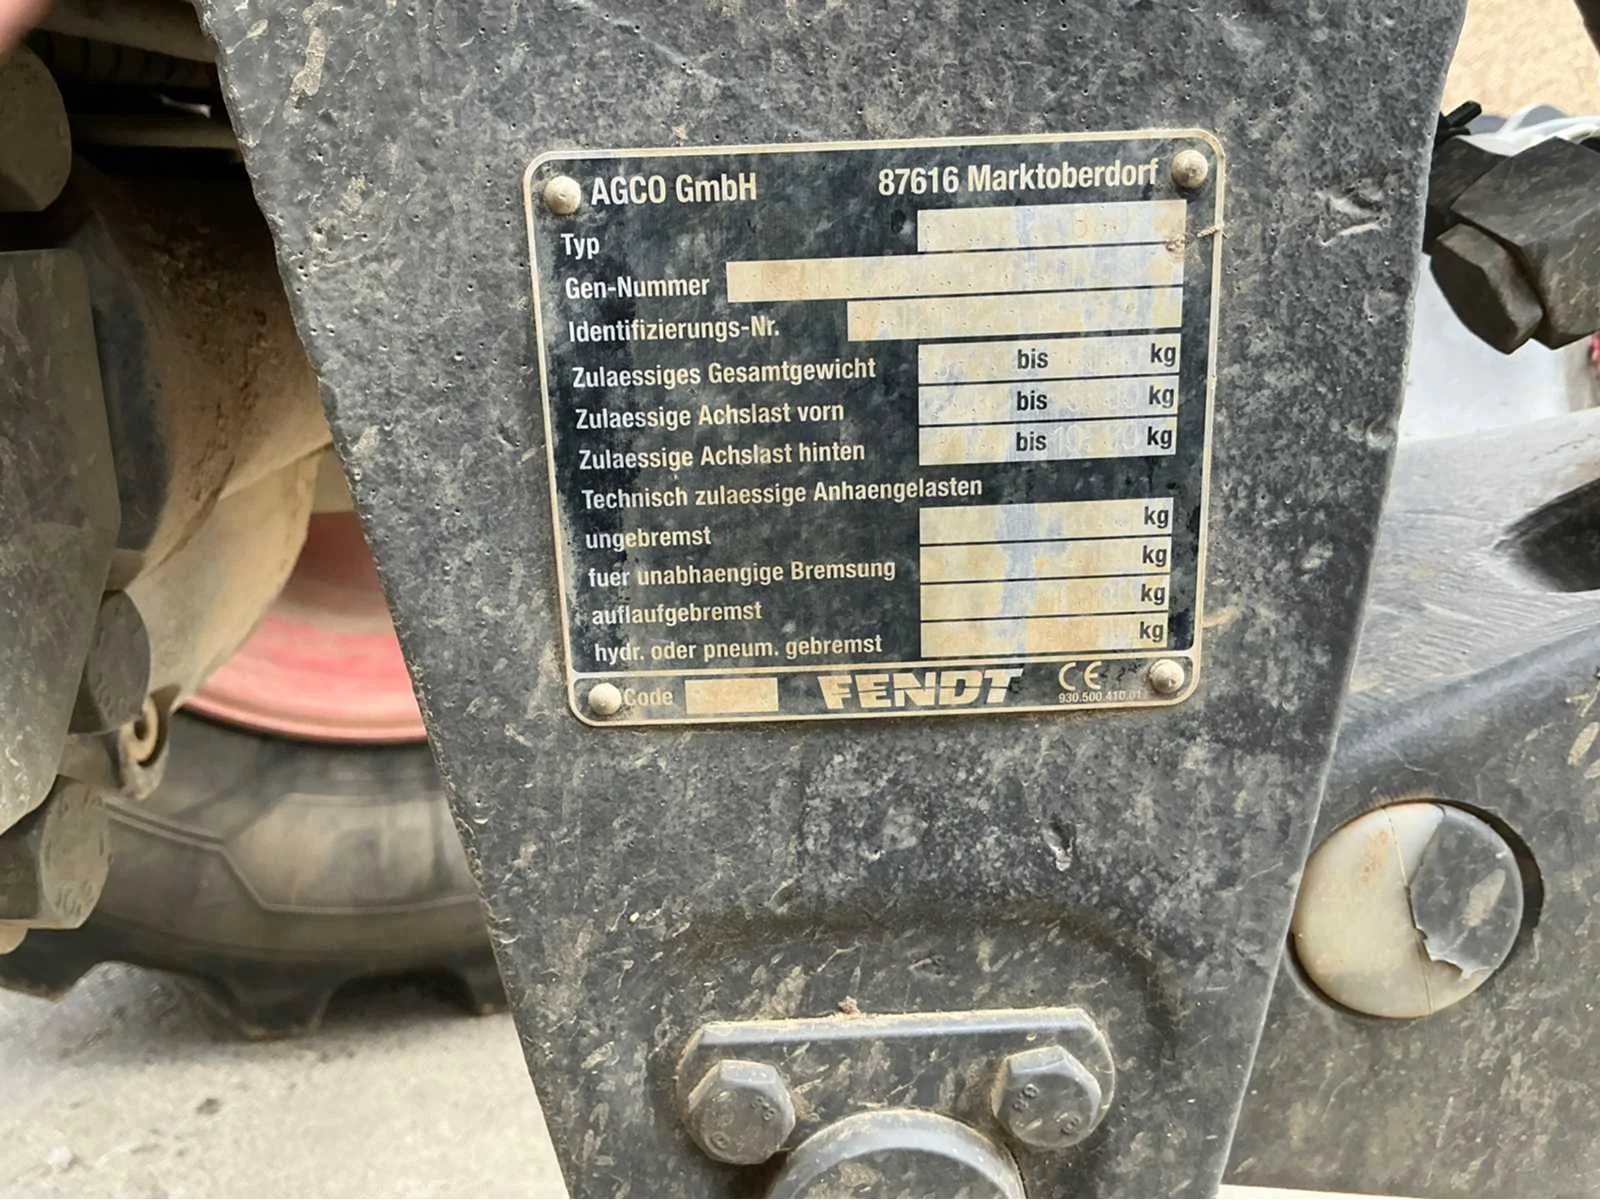 AGCO GmbH 87616 Marktoberdorf
Typ
Gen-Nummer
Identifizierungs-Nr.
Zulaessiges Gesamtgewicht bis kg
Zulaessige Achslast vorn bis kg
Zulaessige Achslast hinten bis kg
Technisch zulaessige Anhaengelasten
ungebremst kg
fuer unabhaengige Bremsung kg
auflaufgebremst kg
hydr. oder pneum. gebremst kg
Code FENDT CE
930.500.410.01